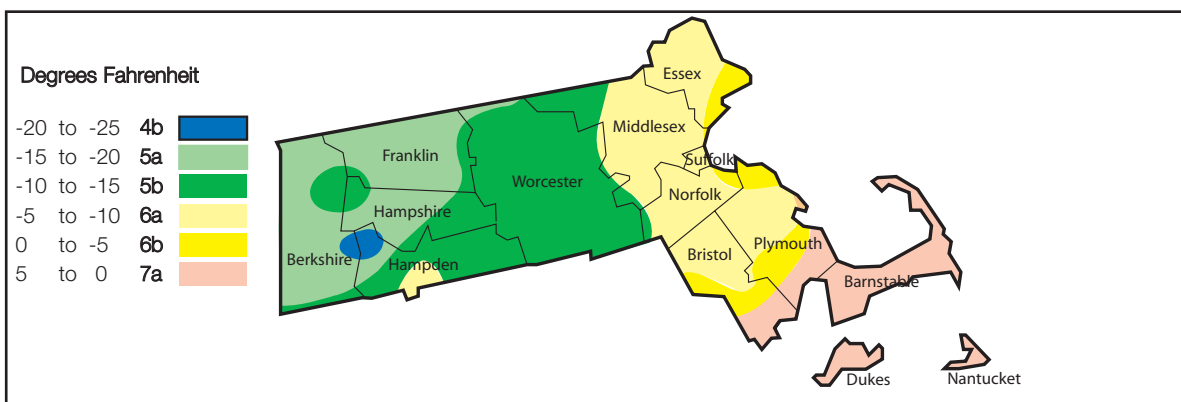 Degrees Fahrenheit
-20 to -25 4b
-15 to -20 5a
-10 to -15 5b
-5 to -10 6a
0 to -5 6b
5 to 0 7a
Essex
Middlesex
Franklin
Suffolk
Worcester
Norfolk
Hampshire
Plymouth
Bristol
Berkshire
Hampden
Barnstable
Dukes
Nantucket